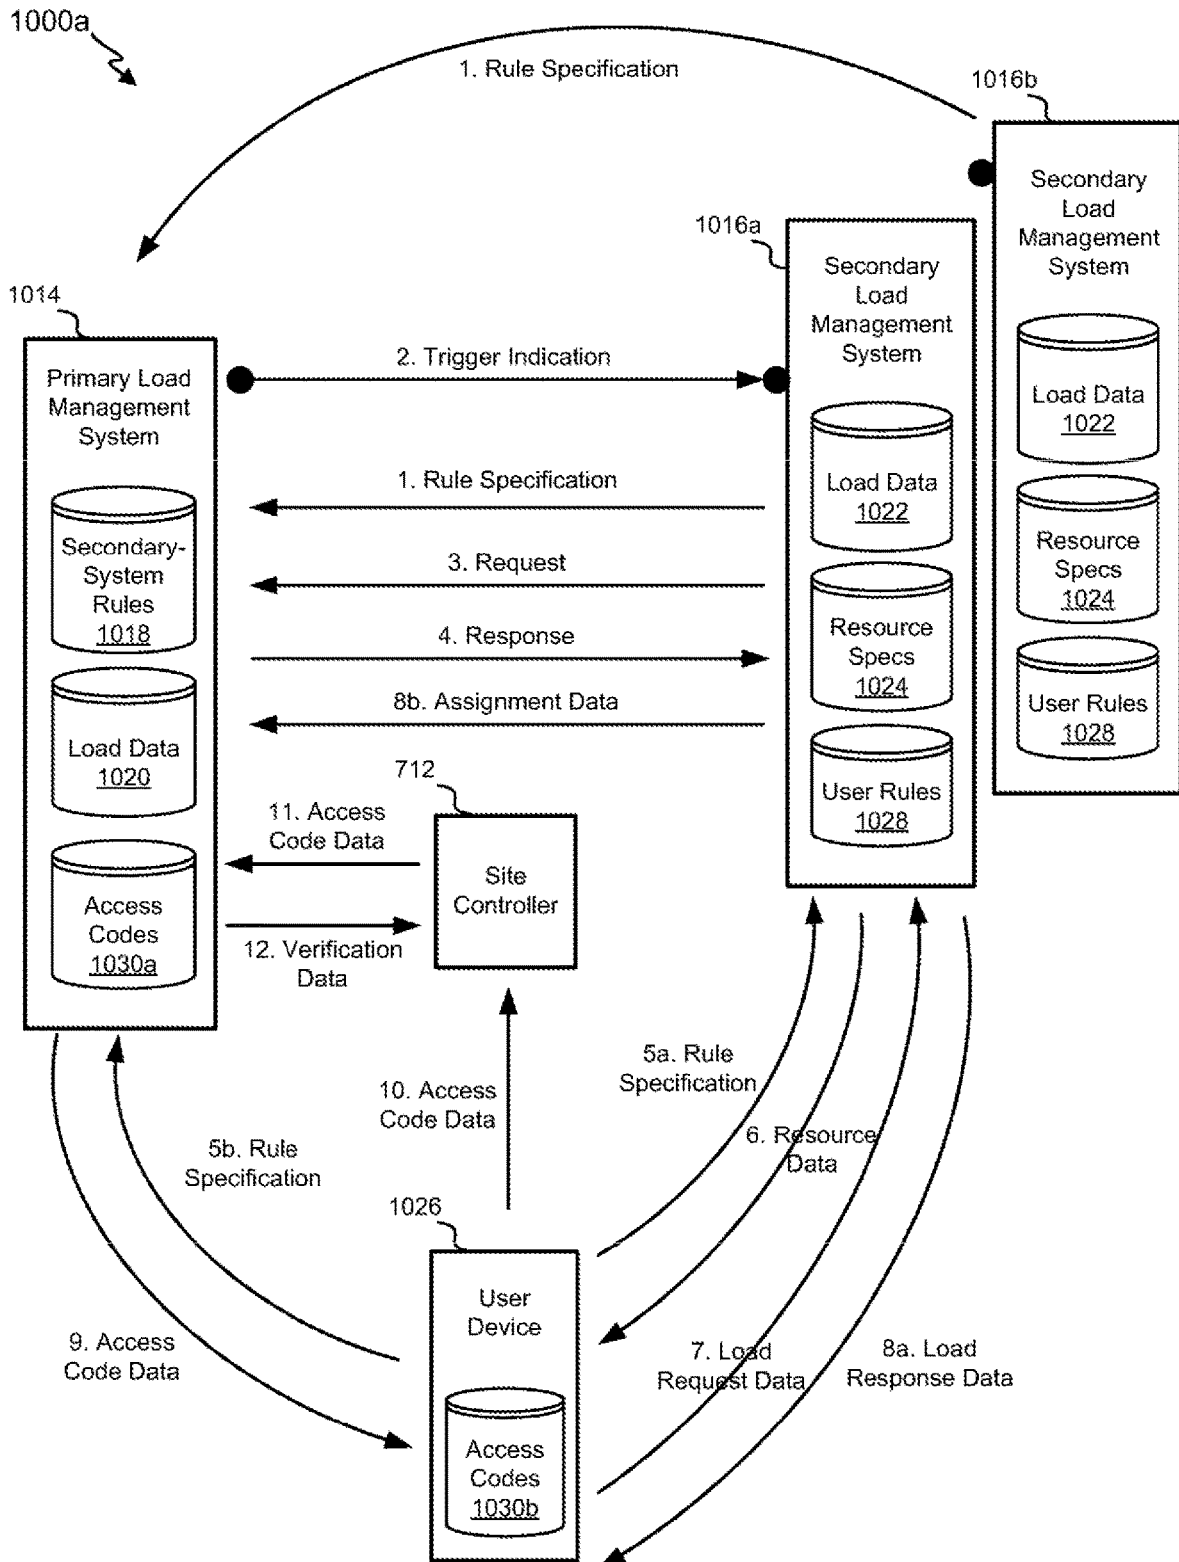 1000a
1. Rule Specification
1016b
Secondary
Load
Management
System
Load Data
1022
Resource
Specs
1024
User Rules
1028
1016a
Secondary
Load
Management
System
Load Data
1022
Resource
Specs
1024
User Rules
1028
1014
Primary Load
Management
System
Secondary-
System
Rules
1018
Load Data
1020
Access
Codes
1030a
2. Trigger Indication
1. Rule Specification
3. Request
4. Response
8b. Assignment Data
712
11. Access
Code Data
Site
Controller
12. Verification
Data
10. Access
Code Data
5a. Rule
Specification
6. Resource
Data
5b. Rule
Specification
1026
User
Device
Access
Codes
1030b
9. Access
Code Data
7. Load
Request Data
8a. Load
Response Data